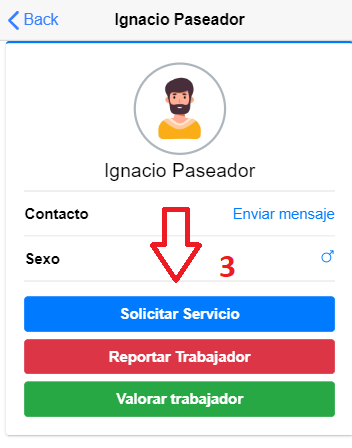 Back Ignacio Paseador
Ignacio Paseador
Contacto Enviar mensaje
Sexo
3
Solicitar Servicio
Reportar Trabajador
Valorar trabajador